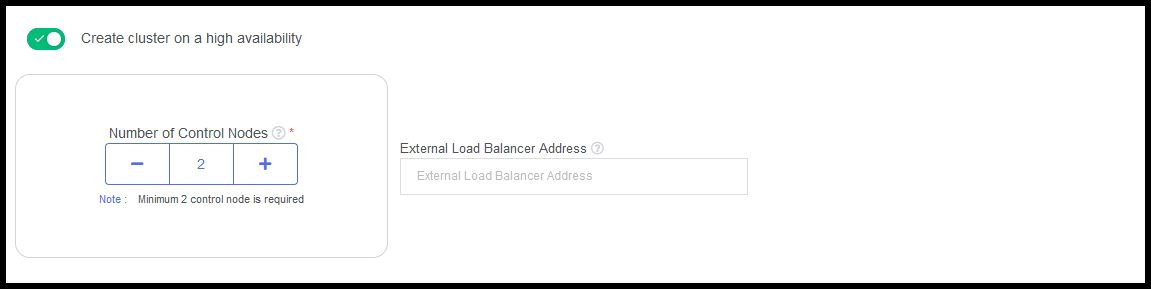 Create cluster on a high availability
Number of Control Nodes ? *
− 2 +
Note : Minimum 2 control node is required
External Load Balancer Address ?
External Load Balancer Address